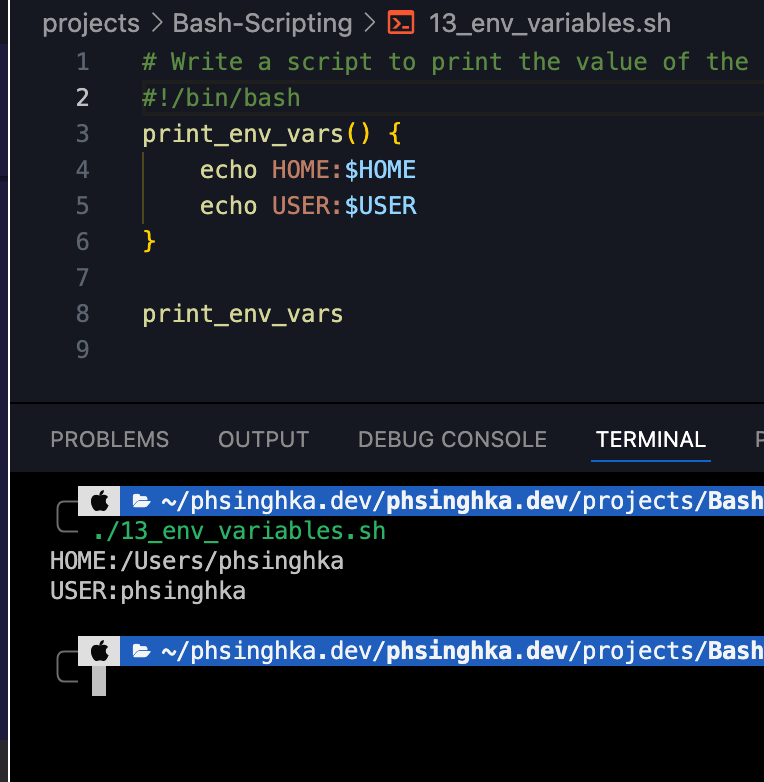 projects > Bash-Scripting > 13_env_variables.sh
1 # Write a script to print the value of the
2 #!/bin/bash
3 print_env_vars() {
4     echo HOME:$HOME
5     echo USER:$USER
6 }
7
8 print_env_vars
9
PROBLEMS OUTPUT DEBUG CONSOLE TERMINAL P
~/phsinghka.dev/phsinghka.dev/projects/Bash
./13_env_variables.sh
HOME:/Users/phsinghka
USER:phsinghka
~/phsinghka.dev/phsinghka.dev/projects/Bash